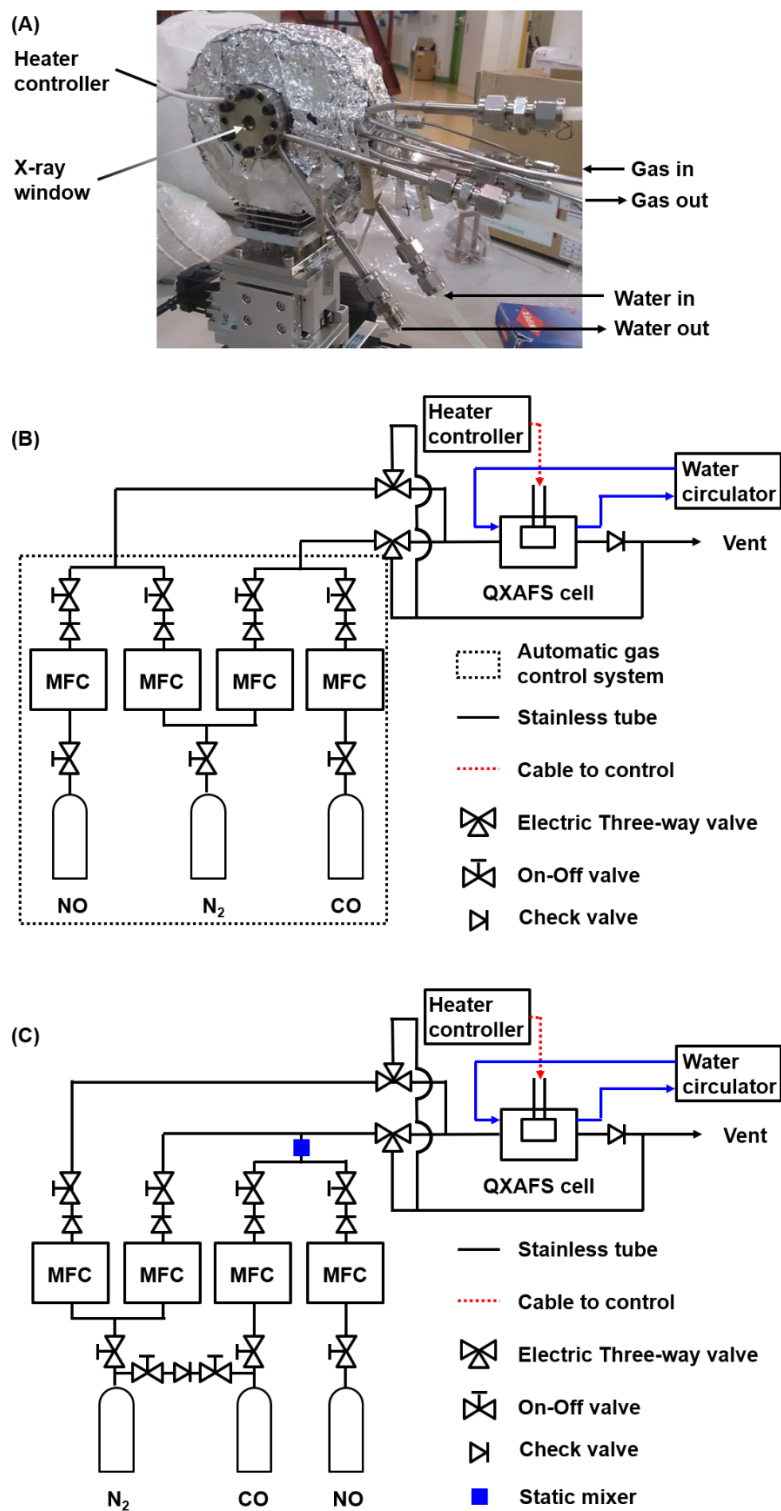 (A)
Heater
controller
X-ray
window
Gas in
Gas out
Water in
Water out
(B)
Heater
controller
Water
circulator
QXAFS cell
Vent
MFC MFC MFC MFC
NO N₂ CO
Automatic gas
control system
Stainless tube
Cable to control
Electric Three-way valve
On-Off valve
Check valve
(C)
Heater
controller
Water
circulator
QXAFS cell
Vent
MFC MFC MFC MFC
N₂ CO NO
Stainless tube
Cable to control
Electric Three-way valve
On-Off valve
Check valve
Static mixer